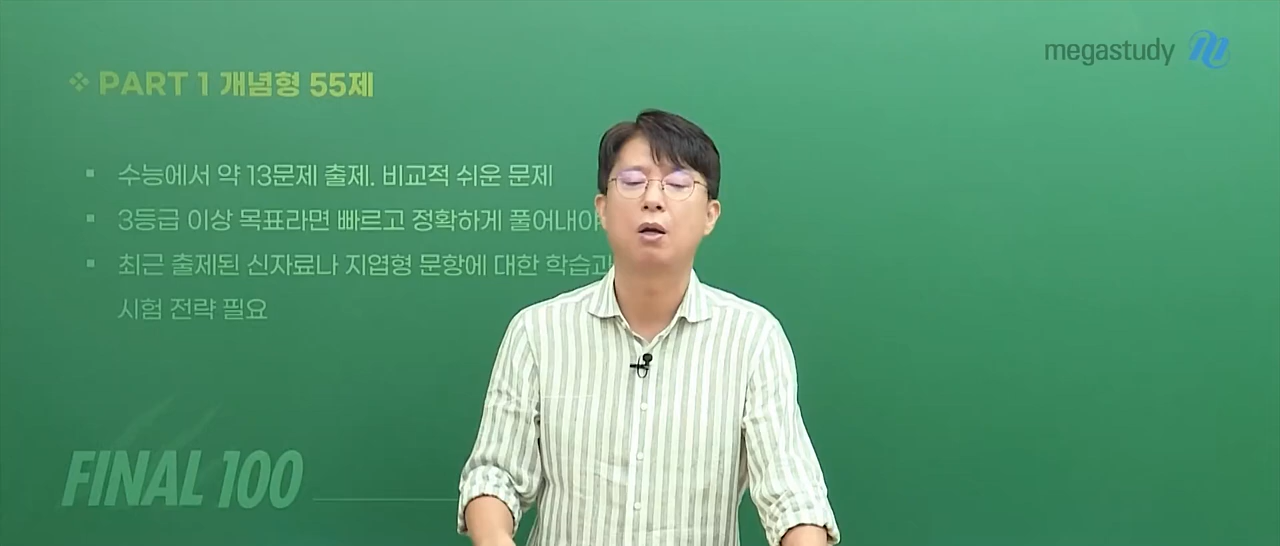 megastudy
PART 1 개념형 55제
수능에서 약 13문제 출제. 비교적 쉬운 문제
3등급 이상 목표라면 빠르고 정확하게 풀어내야
최근 출제된 신자료나 지엽형 문항에 대한 학습과
시험 전략 필요
FINAL 100